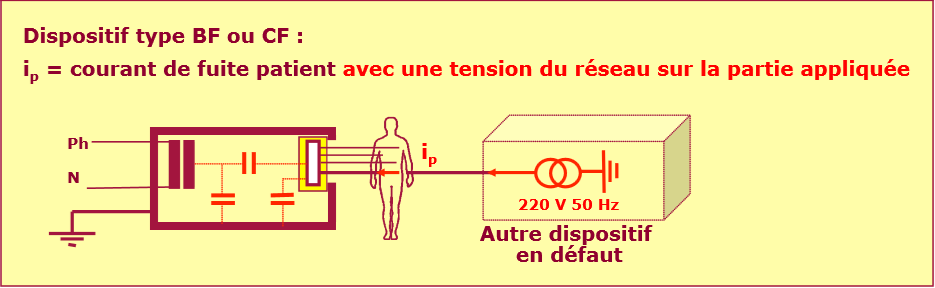 Dispositif type BF ou CF :
ip = courant de fuite patient avec une tension du réseau sur la partie appliquée
Ph
N
ip
220 V 50 Hz
Autre dispositif
en défaut